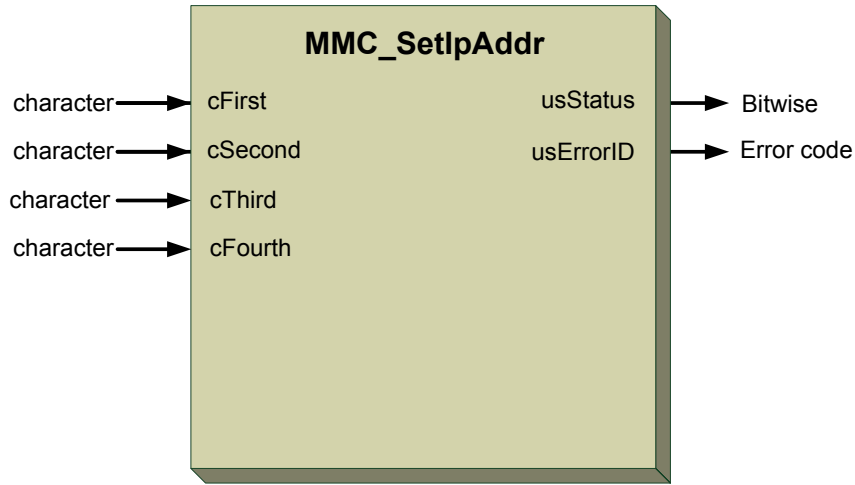 MMC_SetIpAddr
character cFirst usStatus Bitwise
character cSecond usErrorID Error code
character cThird
character cFourth